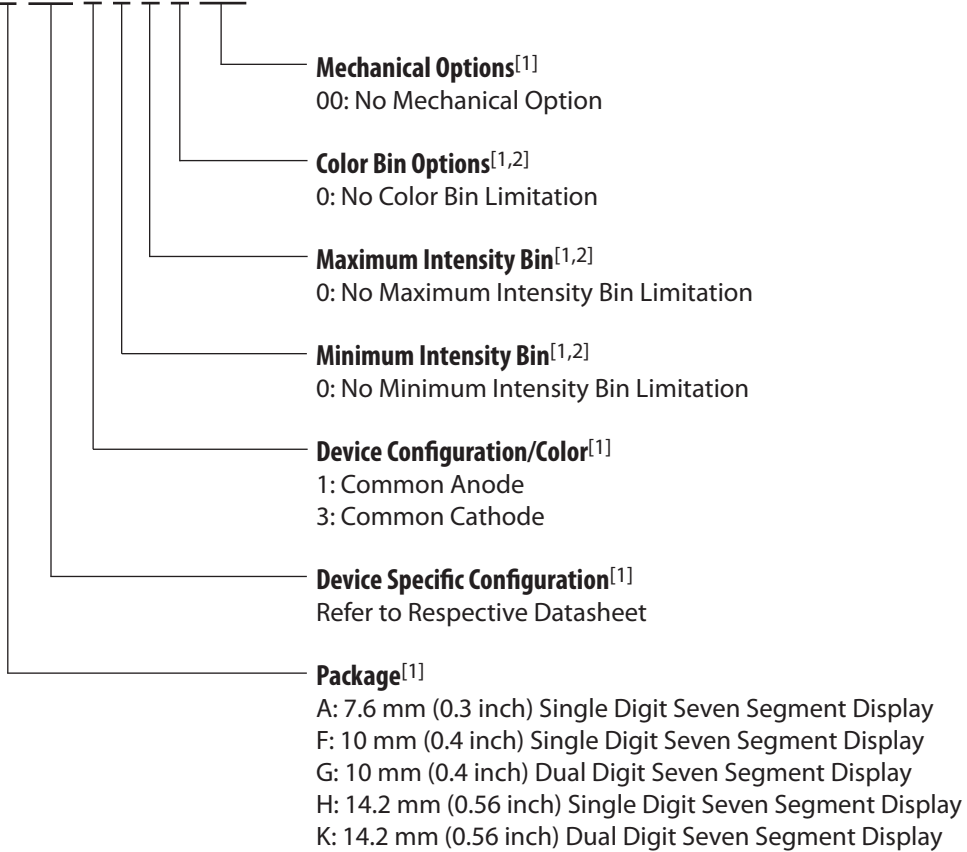 Mechanical Options[1]
00: No Mechanical Option
Color Bin Options[1,2]
0: No Color Bin Limitation
Maximum Intensity Bin[1,2]
0: No Maximum Intensity Bin Limitation
Minimum Intensity Bin[1,2]
0: No Minimum Intensity Bin Limitation
Device Configuration/Color[1]
1: Common Anode
3: Common Cathode
Device Specific Configuration[1]
Refer to Respective Datasheet
Package[1]
A: 7.6 mm (0.3 inch) Single Digit Seven Segment Display
F: 10 mm (0.4 inch) Single Digit Seven Segment Display
G: 10 mm (0.4 inch) Dual Digit Seven Segment Display
H: 14.2 mm (0.56 inch) Single Digit Seven Segment Display
K: 14.2 mm (0.56 inch) Dual Digit Seven Segment Display